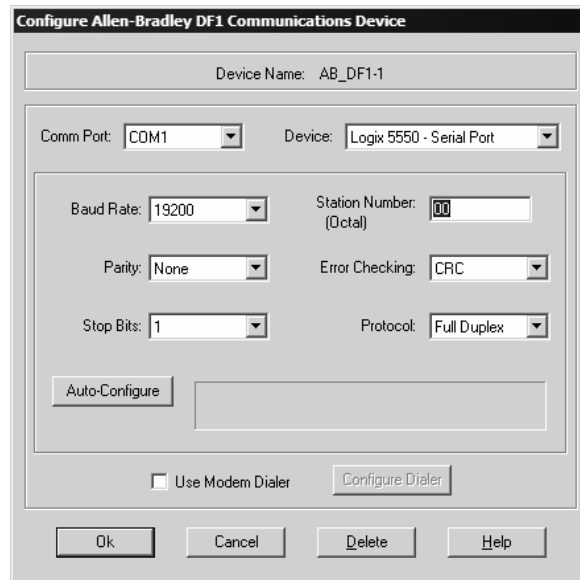 Configure Allen-Bradley DF1 Communications Device
Device Name: AB_DF1-1
Comm Port: COM1 Device: Logix 5550 - Serial Port
Baud Rate: 19200 Station Number: 00
(Octal)
Parity: None Error Checking: CRC
Stop Bits: 1 Protocol: Full Duplex
Auto-Configure
Use Modem Dialer Configure Dialer
Ok Cancel Delete Help